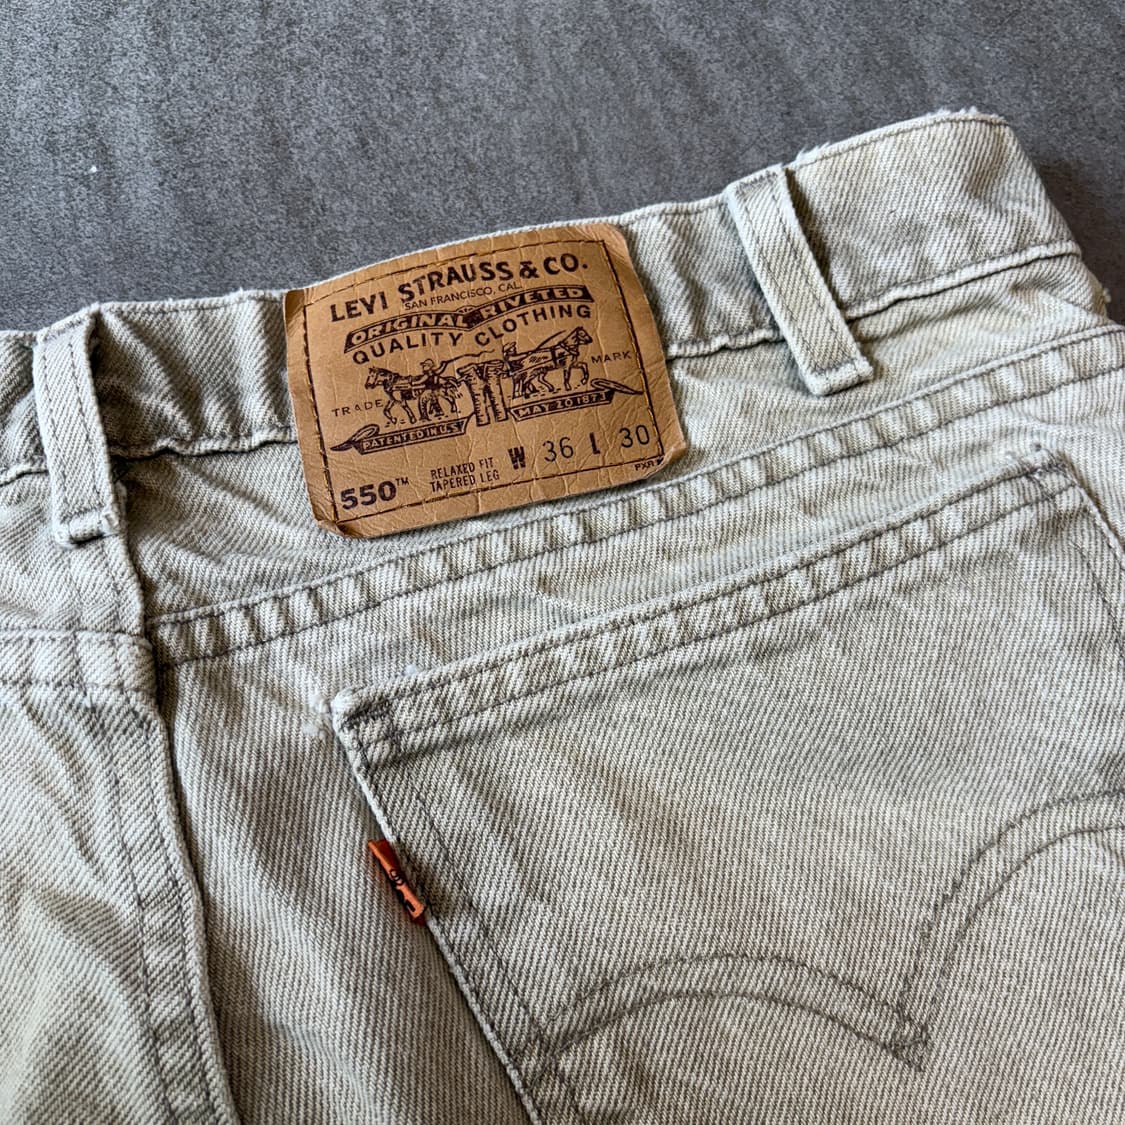 LEVI STRAUSS & CO.
SAN FRANCISCO, CAL.
ORIGINAL RIVETED
QUALITY CLOTHING
TRADE MARK
PATENTED IN U.S. MAY 20 1873
550™ RELAXED FIT W 36 L 30
TAPERED LEG
PXR